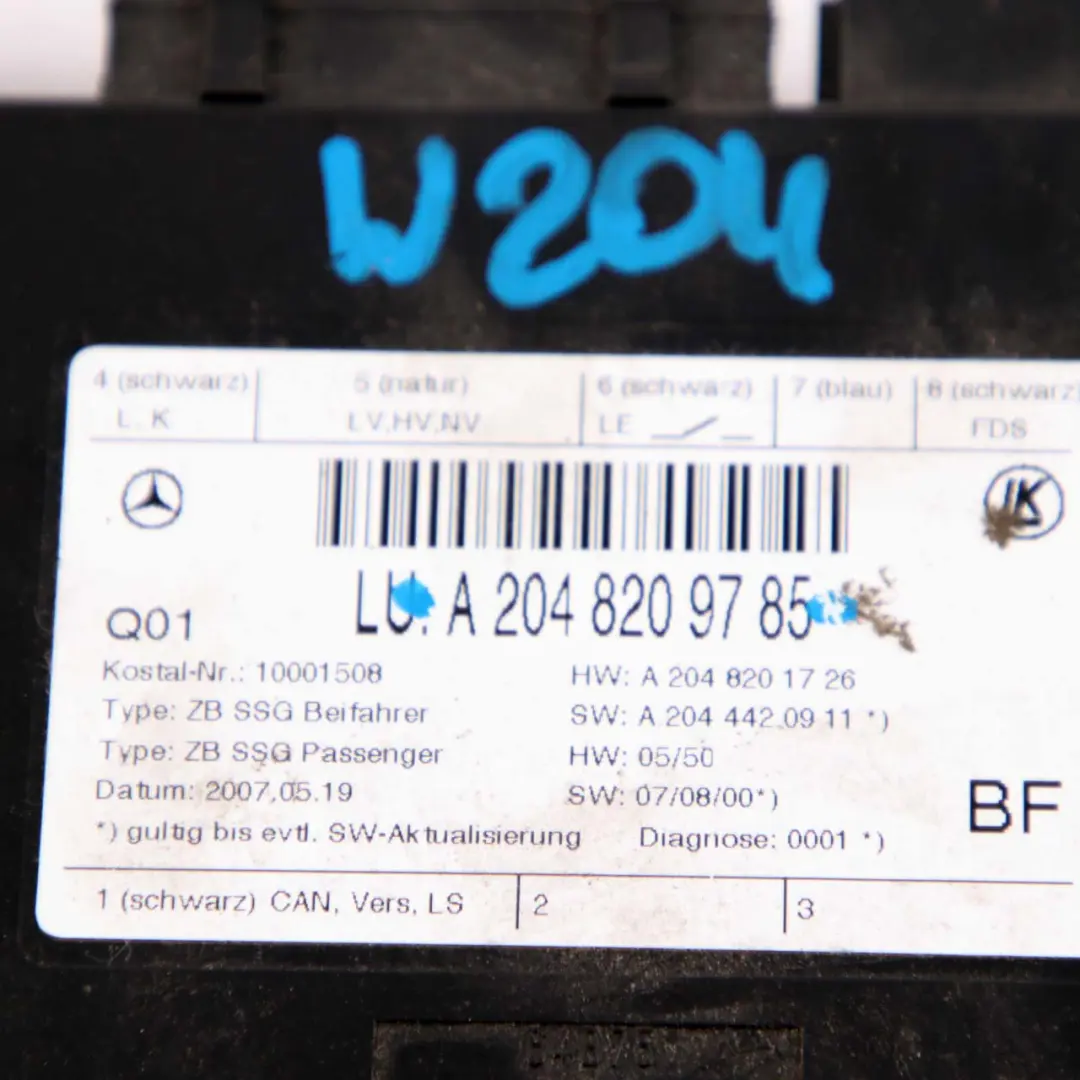 W204
4 (schwarz) 5 (natur) 6 (schwarz) 7 (blau) 8 (schwarz)
L. K LV,HV,NV LE FDS
LU. A 204 820 97 85
Q01
Kostal-Nr.: 10001508 HW: A 204 820 17 26
Type: ZB SSG Beifahrer SW: A 204 442 09 11 *)
Type: ZB SSG Passenger HW: 05/50
Datum: 2007.05.19 SW: 07/08/00*)
BF
*) gultig bis evtl. SW-Aktualisierung Diagnose: 0001 *)
1 (schwarz) CAN, Vers, LS 2 3